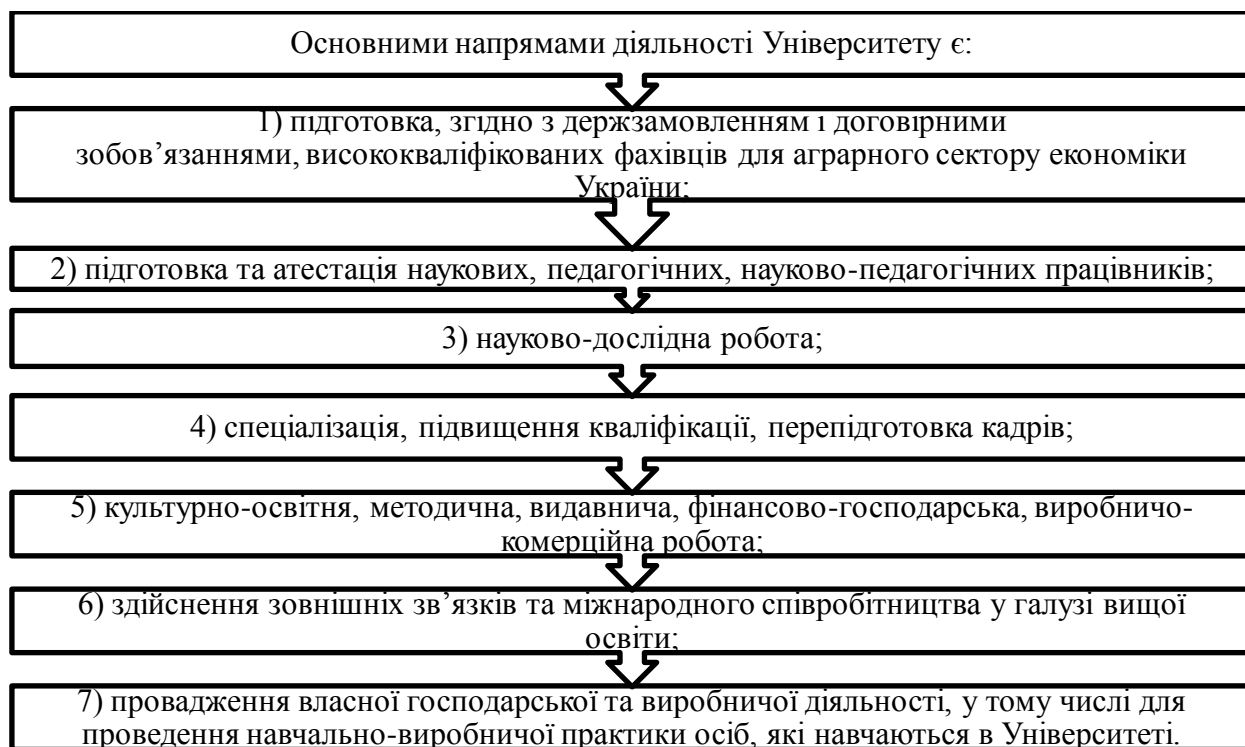 Основними напрямами діяльності Університету є:
1) підготовка, згідно з держзамовленням і договірними
зобов’язаннями, висококваліфікованих фахівців для аграрного сектору економіки
України;
2) підготовка та атестація наукових, педагогічних, науково-педагогічних працівників;
3) науково-дослідна робота;
4) спеціалізація, підвищення кваліфікації, перепідготовка кадрів;
5) культурно-освітня, методична, видавнича, фінансово-господарська, виробничо-
комерційна робота;
6) здійснення зовнішніх зв’язків та міжнародного співробітництва у галузі вищої
освіти;
7) провадження власної господарської та виробничої діяльності, у тому числі для
проведення навчально-виробничої практики осіб, які навчаються в Університеті.